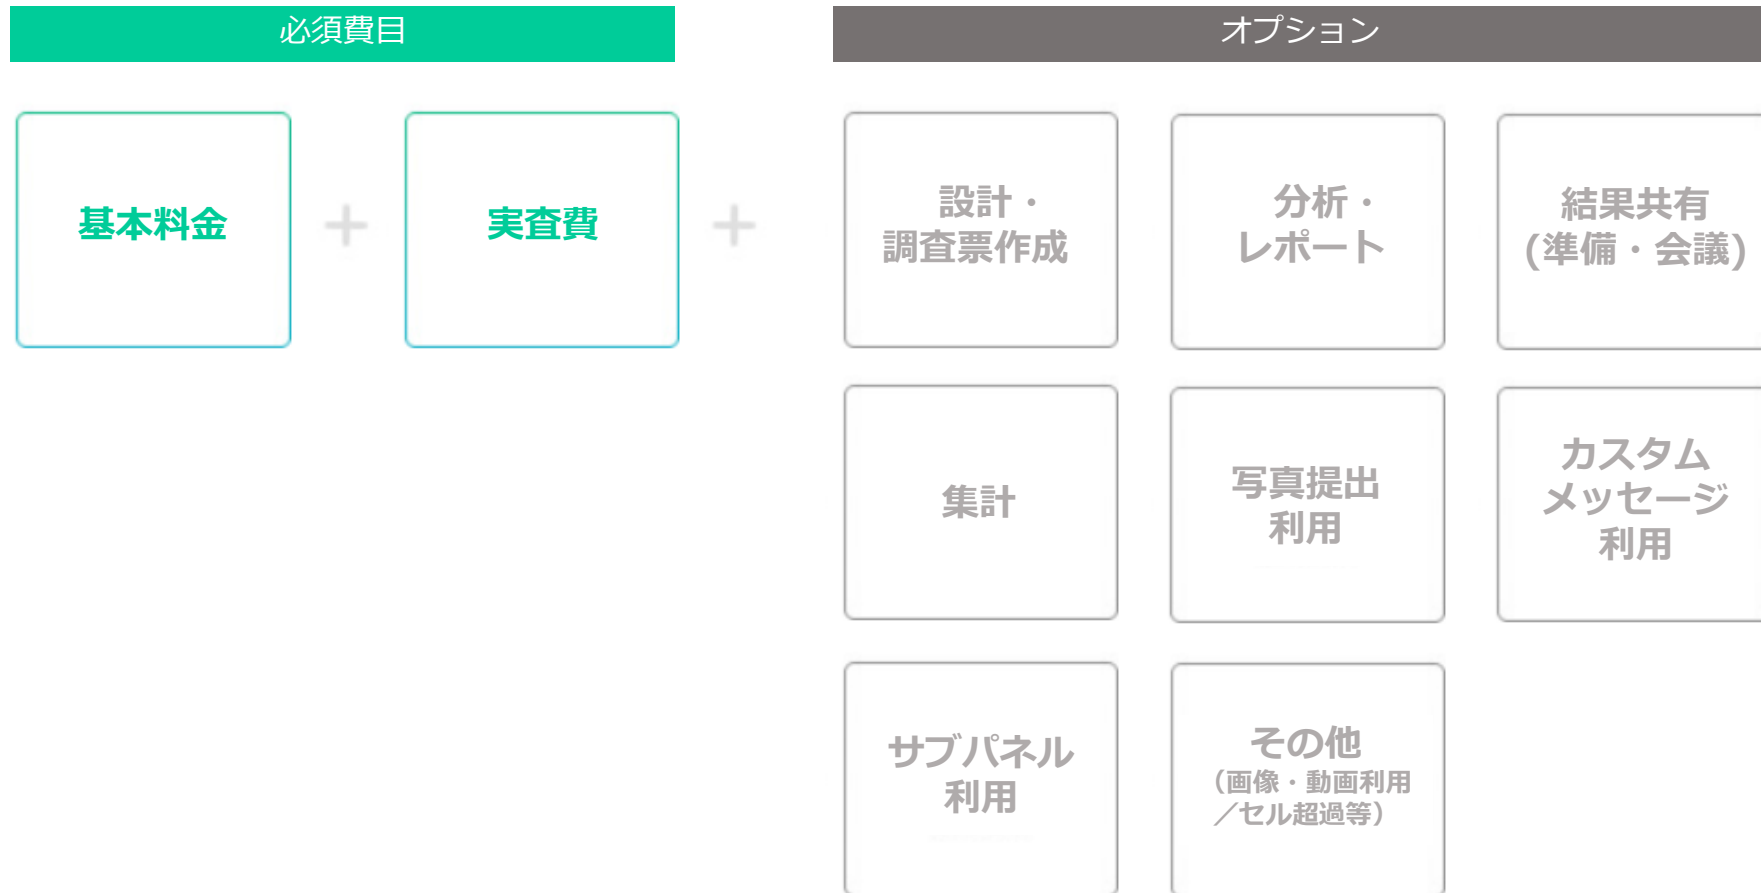 必須費目
オプション
基本料金
+
実査費
+
設計・
調査票作成
分析・
レポート
結果共有
(準備・会議)
集計
写真提出
利用
カスタム
メッセージ
利用
サブパネル
利用
その他
（画像・動画利用
／セル超過等）